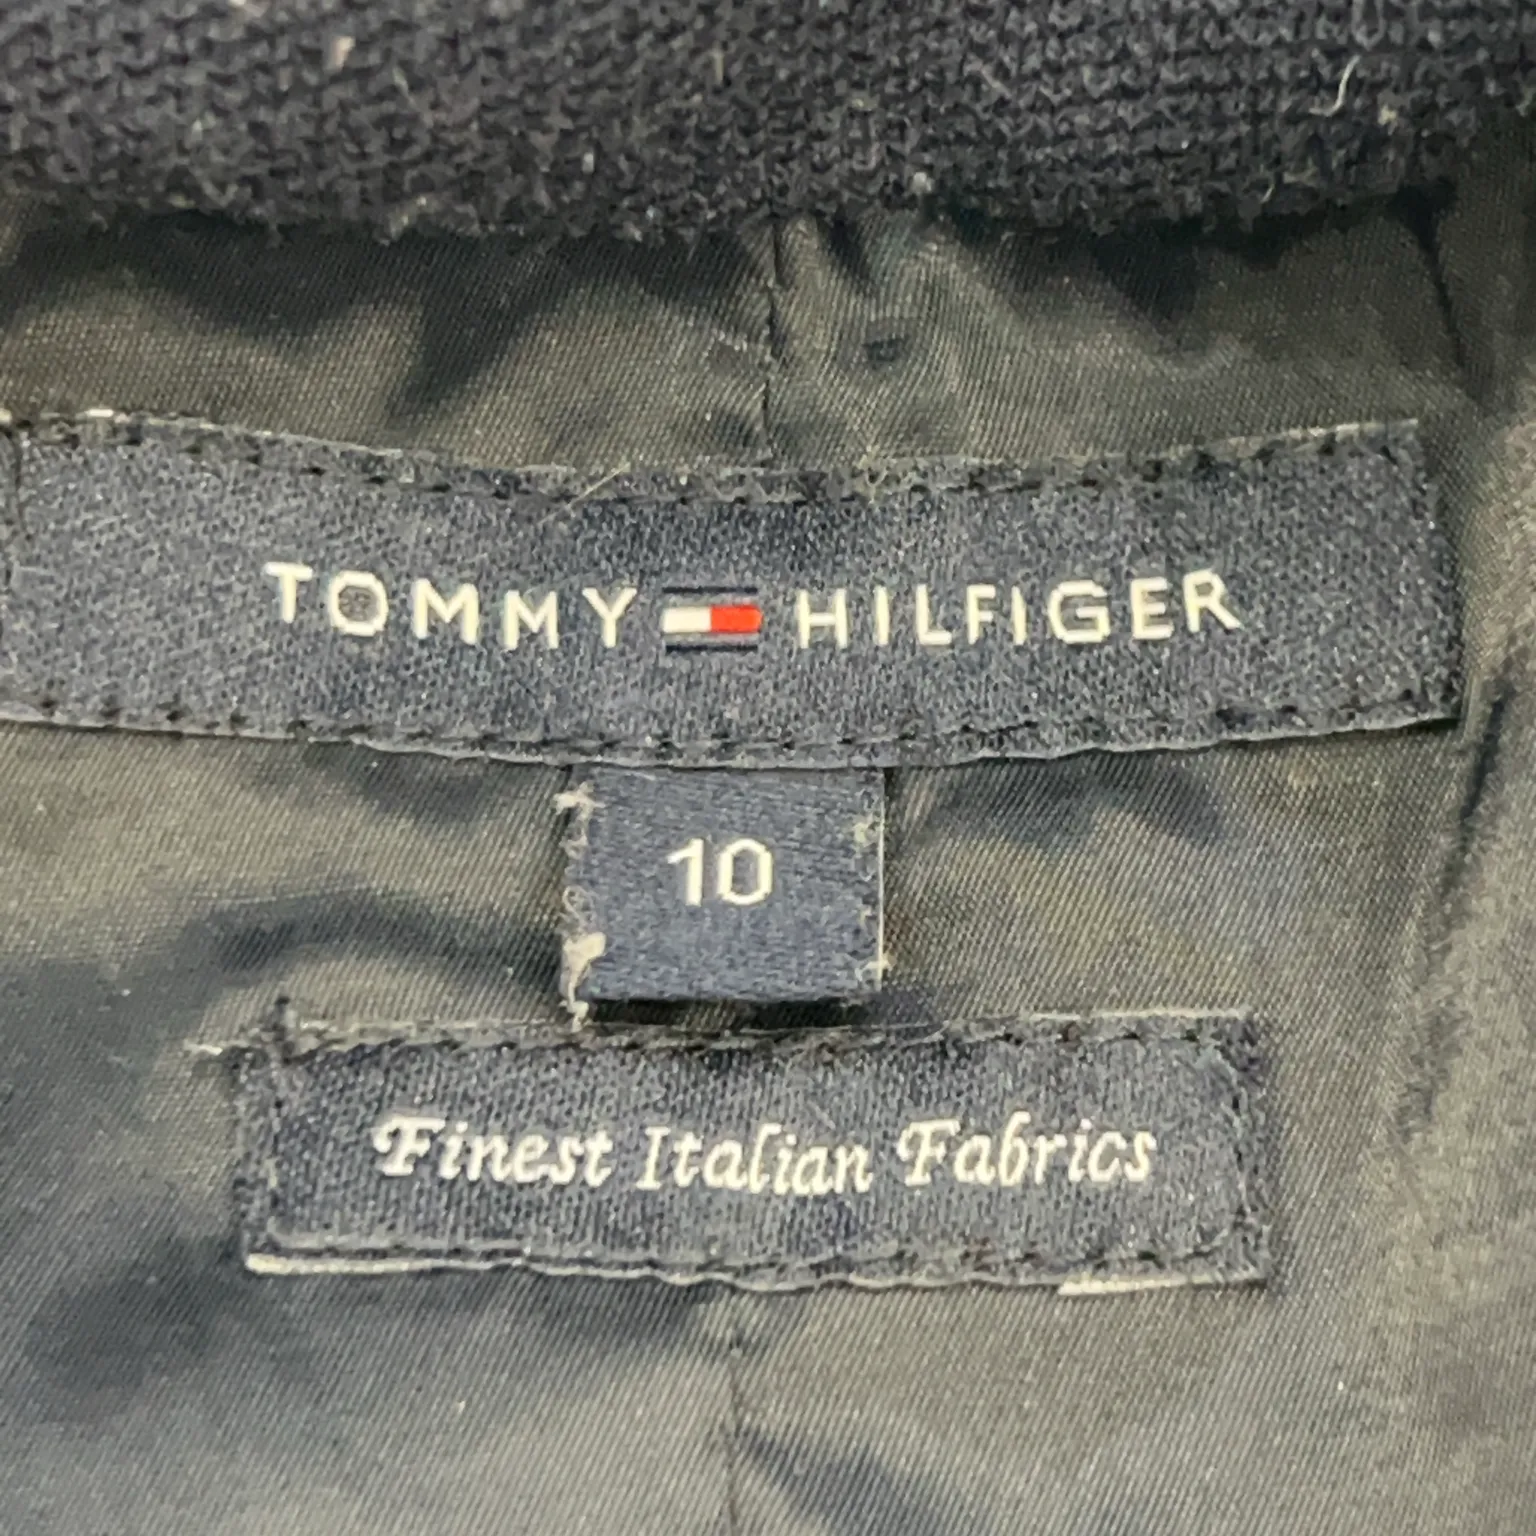 TOMMY HILFIGER
10
Finest Italian Fabrics